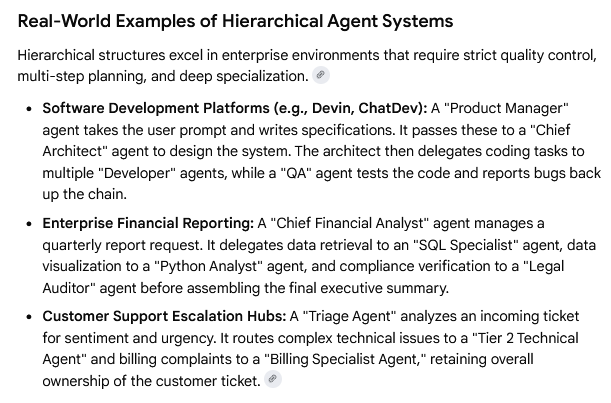 Real-World Examples of Hierarchical Agent Systems
Hierarchical structures excel in enterprise environments that require strict quality control,
multi-step planning, and deep specialization.
• Software Development Platforms (e.g., Devin, ChatDev): A "Product Manager"
agent takes the user prompt and writes specifications. It passes these to a "Chief
Architect" agent to design the system. The architect then delegates coding tasks to
multiple "Developer" agents, while a "QA" agent tests the code and reports bugs back
up the chain.
• Enterprise Financial Reporting: A "Chief Financial Analyst" agent manages a
quarterly report request. It delegates data retrieval to an "SQL Specialist" agent, data
visualization to a "Python Analyst" agent, and compliance verification to a "Legal
Auditor" agent before assembling the final executive summary.
• Customer Support Escalation Hubs: A "Triage Agent" analyzes an incoming ticket
for sentiment and urgency. It routes complex technical issues to a "Tier 2 Technical
Agent" and billing complaints to a "Billing Specialist Agent," retaining overall
ownership of the customer ticket.